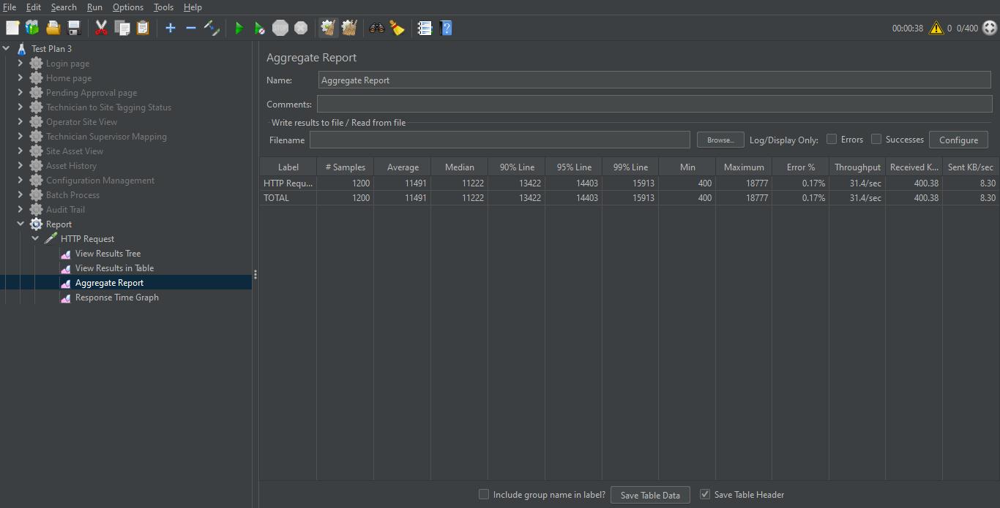 File Edit Search Run Options Tools Help
STOP
00:00:38 0 0/400
Test Plan 3
Login page
Home page
Pending Approval page
Technician to Site Tagging Status
Operator Site View
Technician Supervisor Mapping
Site Asset View
Asset History
Configuration Management
Batch Process
Audit Trail
Report
HTTP Request
View Results Tree
View Results in Table
Aggregate Report
Response Time Graph
Aggregate Report
Name: Aggregate Report
Comments:
Write results to file / Read from file
Filename Browse... Log/Display Only: Errors Successes Configure
Label # Samples Average Median 90% Line 95% Line 99% Line Min Maximum Error % Throughput Received K... Sent KB/sec
HTTP Requ... 1200 11491 11222 13422 14403 15913 400 18777 0.17% 31.4/sec 400.38 8.30
TOTAL 1200 11491 11222 13422 14403 15913 400 18777 0.17% 31.4/sec 400.38 8.30
Include group name in label? Save Table Data Save Table Header